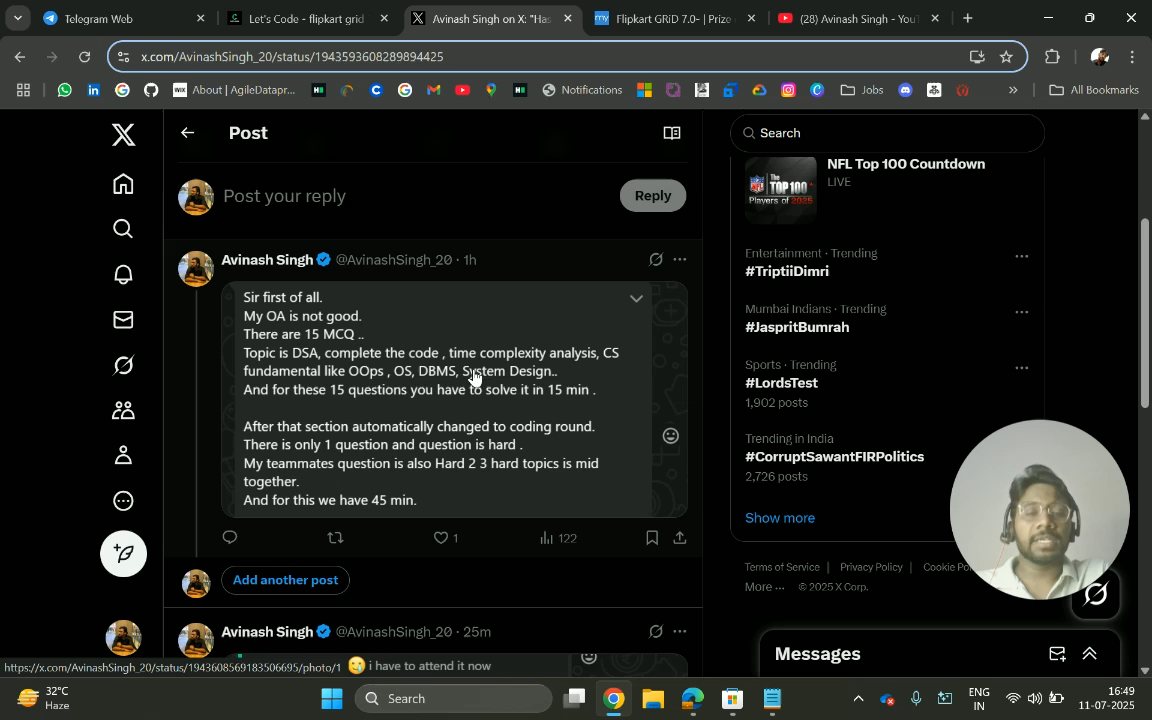 Telegram Web
Let's Code - flipkart grid
Avinash Singh on X: "Has
Flipkart GRiD 7.0- | Prize
(28) Avinash Singh - You
x.com/AvinashSingh_20/status/1943593608289894425
About | AgileDatapr...
Notifications
Jobs
All Bookmarks
Post
Search
Post your reply
Reply
NFL Top 100 Countdown
LIVE
THE TOP 100
Players of 2025
Avinash Singh @AvinashSingh_20 · 1h
Sir first of all.
My OA is not good.
There are 15 MCQ ..
Topic is DSA, complete the code , time complexity analysis, CS
fundamental like OOps , OS, DBMS, System Design..
And for these 15 questions you have to solve it in 15 min .
After that section automatically changed to coding round.
There is only 1 question and question is hard .
My teammates question is also Hard 2 3 hard topics is mid
together.
And for this we have 45 min.
1
122
Add another post
Avinash Singh @AvinashSingh_20 · 25m
i have to attend it now
Entertainment · Trending
#TriptiiDimri
Mumbai Indians · Trending
#JaspritBumrah
Sports · Trending
#LordsTest
1,902 posts
Trending in India
#CorruptSawantFIRPolitics
2,726 posts
Show more
Terms of Service | Privacy Policy | Cookie
More ··· © 2025 X Corp.
Messages
https://x.com/AvinashSingh_20/status/1943608569183506695/photo/1
32°C
Haze
Search
ENG
IN
16:49
11-07-2025